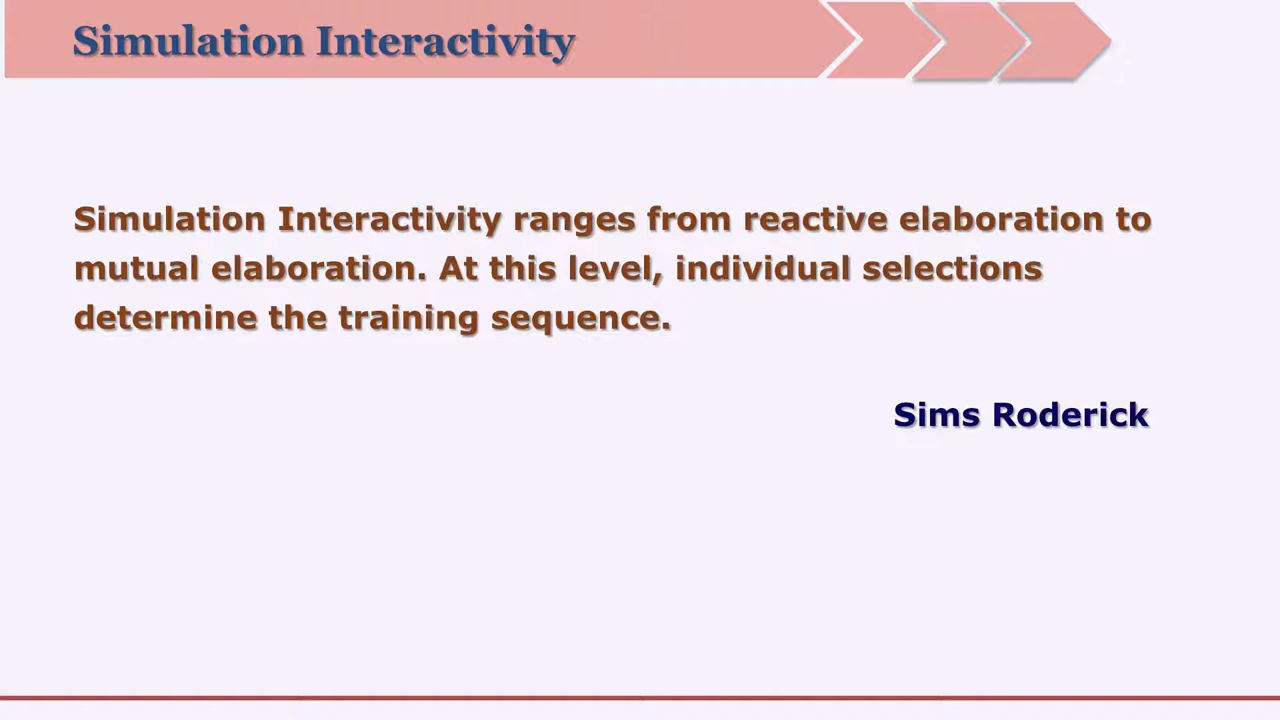 Simulation Interactivity
Simulation Interactivity ranges from reactive elaboration to
mutual elaboration. At this level, individual selections
determine the training sequence.
Sims Roderick